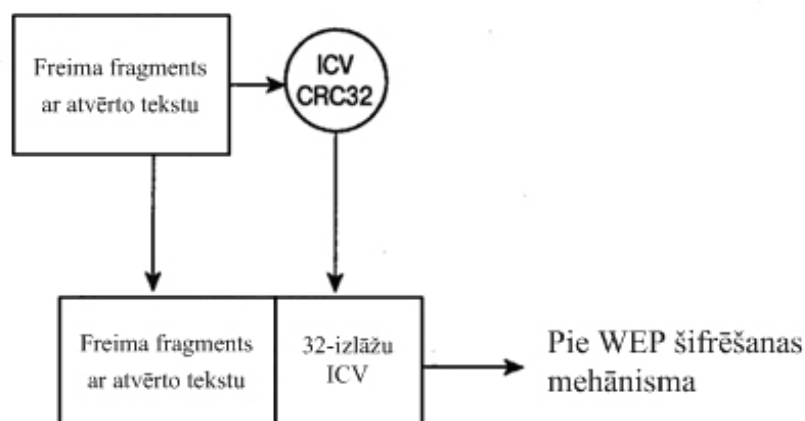 Freima fragments
ar atvērto tekstu
ICV
CRC32
Freima fragments
ar atvērto tekstu
32-izlāžu
ICV
Pie WEP šifrēšanas
mehānisma